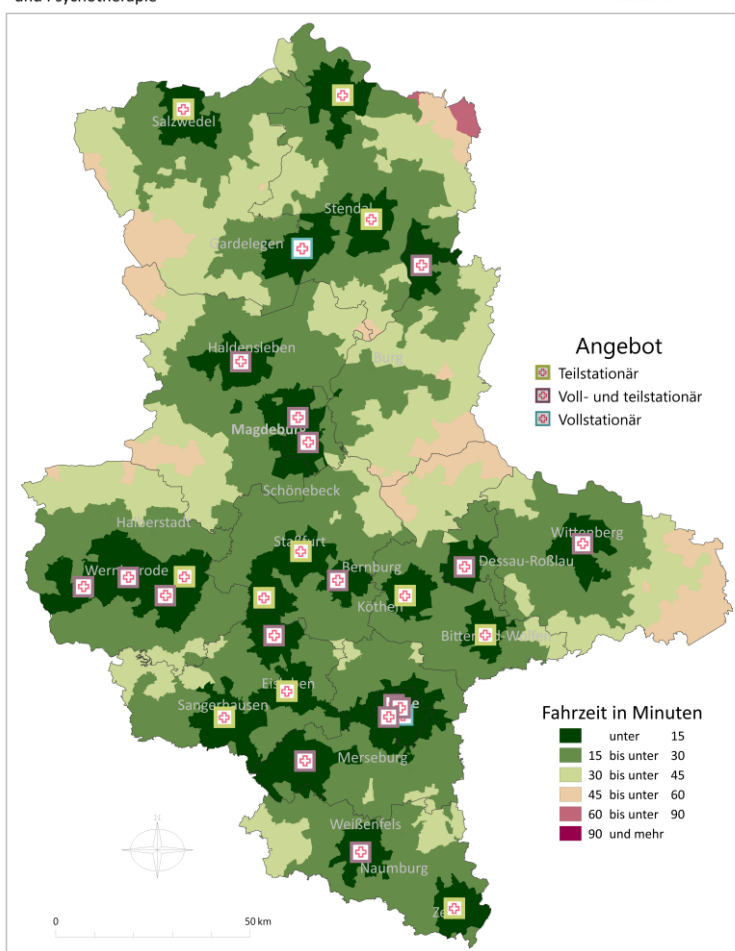 und Psychotherapie
Salzwedel
Stendal
Gardelegen
Haldensleben
Burg
Angebot
Teilstationär
Voll- und teilstationär
Vollstationär
Magdeburg
Schönebeck
Halberstadt
Wittenberg
Staßfurt
Dessau-Roßlau
Wernigerode
Bernburg
Köthen
Bitterfeld-Wolfen
Eisleben
Sangerhausen
Fahrzeit in Minuten
unter 15
15 bis unter 30
30 bis unter 45
45 bis unter 60
60 bis unter 90
90 und mehr
Merseburg
Weißenfels
Naumburg
N
0 50 km